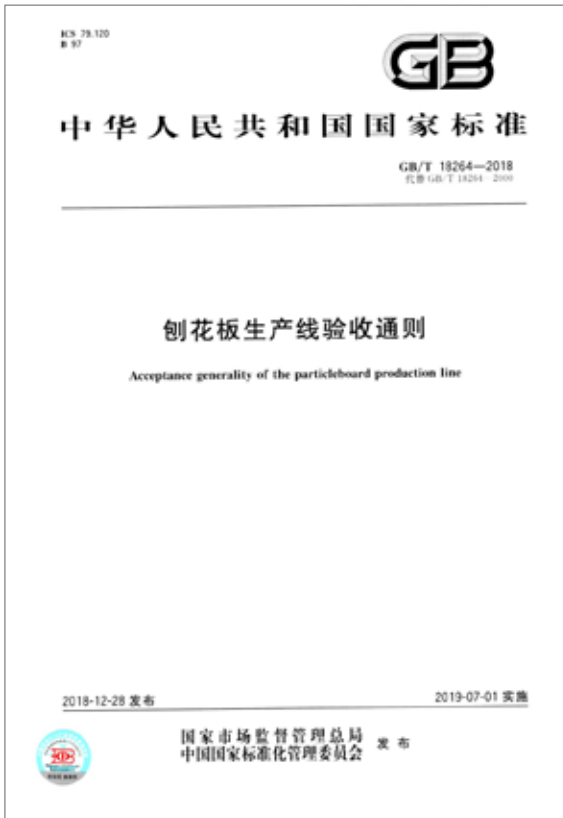 ICS 79.120
B 97
GB
中华人民共和国国家标准
GB/T 18264—2018
代替 GB/T 18264—2000
刨花板生产线验收通则
Acceptance generality of the particleboard production line
2018-12-28 发布
2019-07-01 实施
国家市场监督管理总局
中国国家标准化管理委员会
发布